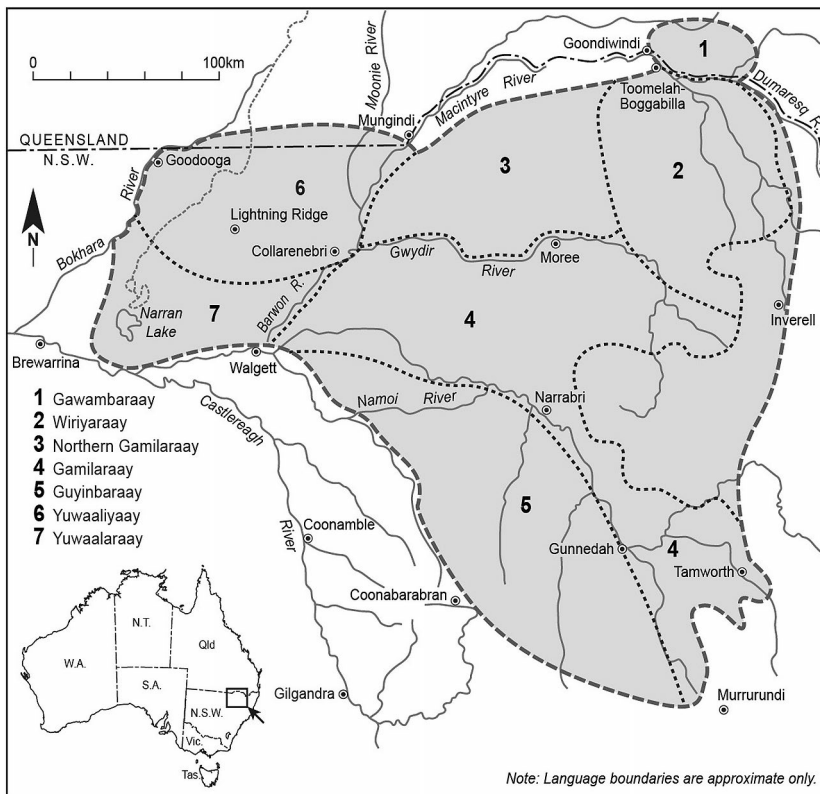 0
100km
Moonie River
Goondiwindi
1
Macintyre River
Toomelah-
Boggabilla
Dumaresq R.
Mungindi
QUEENSLAND
N.S.W.
Goodooga
3
2
6
N
Bokhara River
Lightning Ridge
Collarenebri
Gwydir River
Moree
Barwon R.
7
Narran
Lake
4
Inverell
Brewarrina
Walgett
Castlereagh River
Namoi River
Narrabri
1 Gawambaraay
2 Wiriyaraay
3 Northern Gamilaraay
4 Gamilaraay
5 Guyinbaraay
6 Yuwaaliyaay
7 Yuwaalaraay
5
Coonamble
Gunnedah
4
Tamworth
Coonabarabran
Gilgandra
Murrurundi
N.T.
Qld
W.A.
S.A.
N.S.W.
Vic.
Tas.
Note: Language boundaries are approximate only.